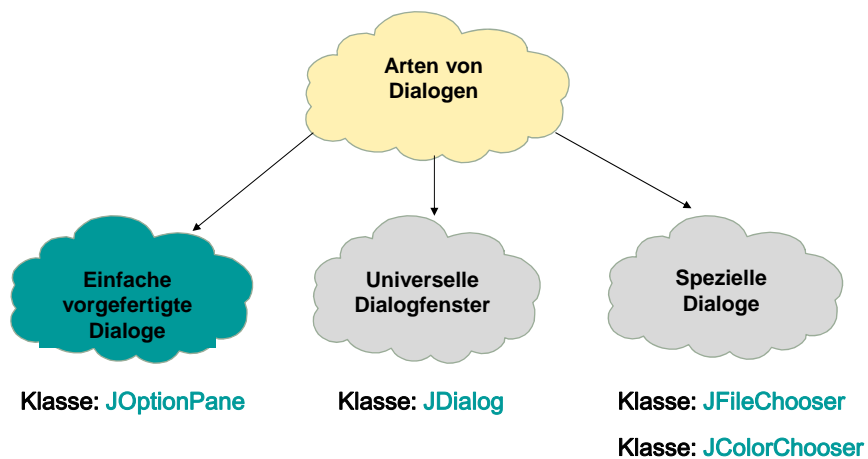 Arten von
Dialogen
Einfache
vorgefertigte
Dialoge
Universelle
Dialogfenster
Spezielle
Dialoge
Klasse: JOptionPane
Klasse: JDialog
Klasse: JFileChooser
Klasse: JColorChooser